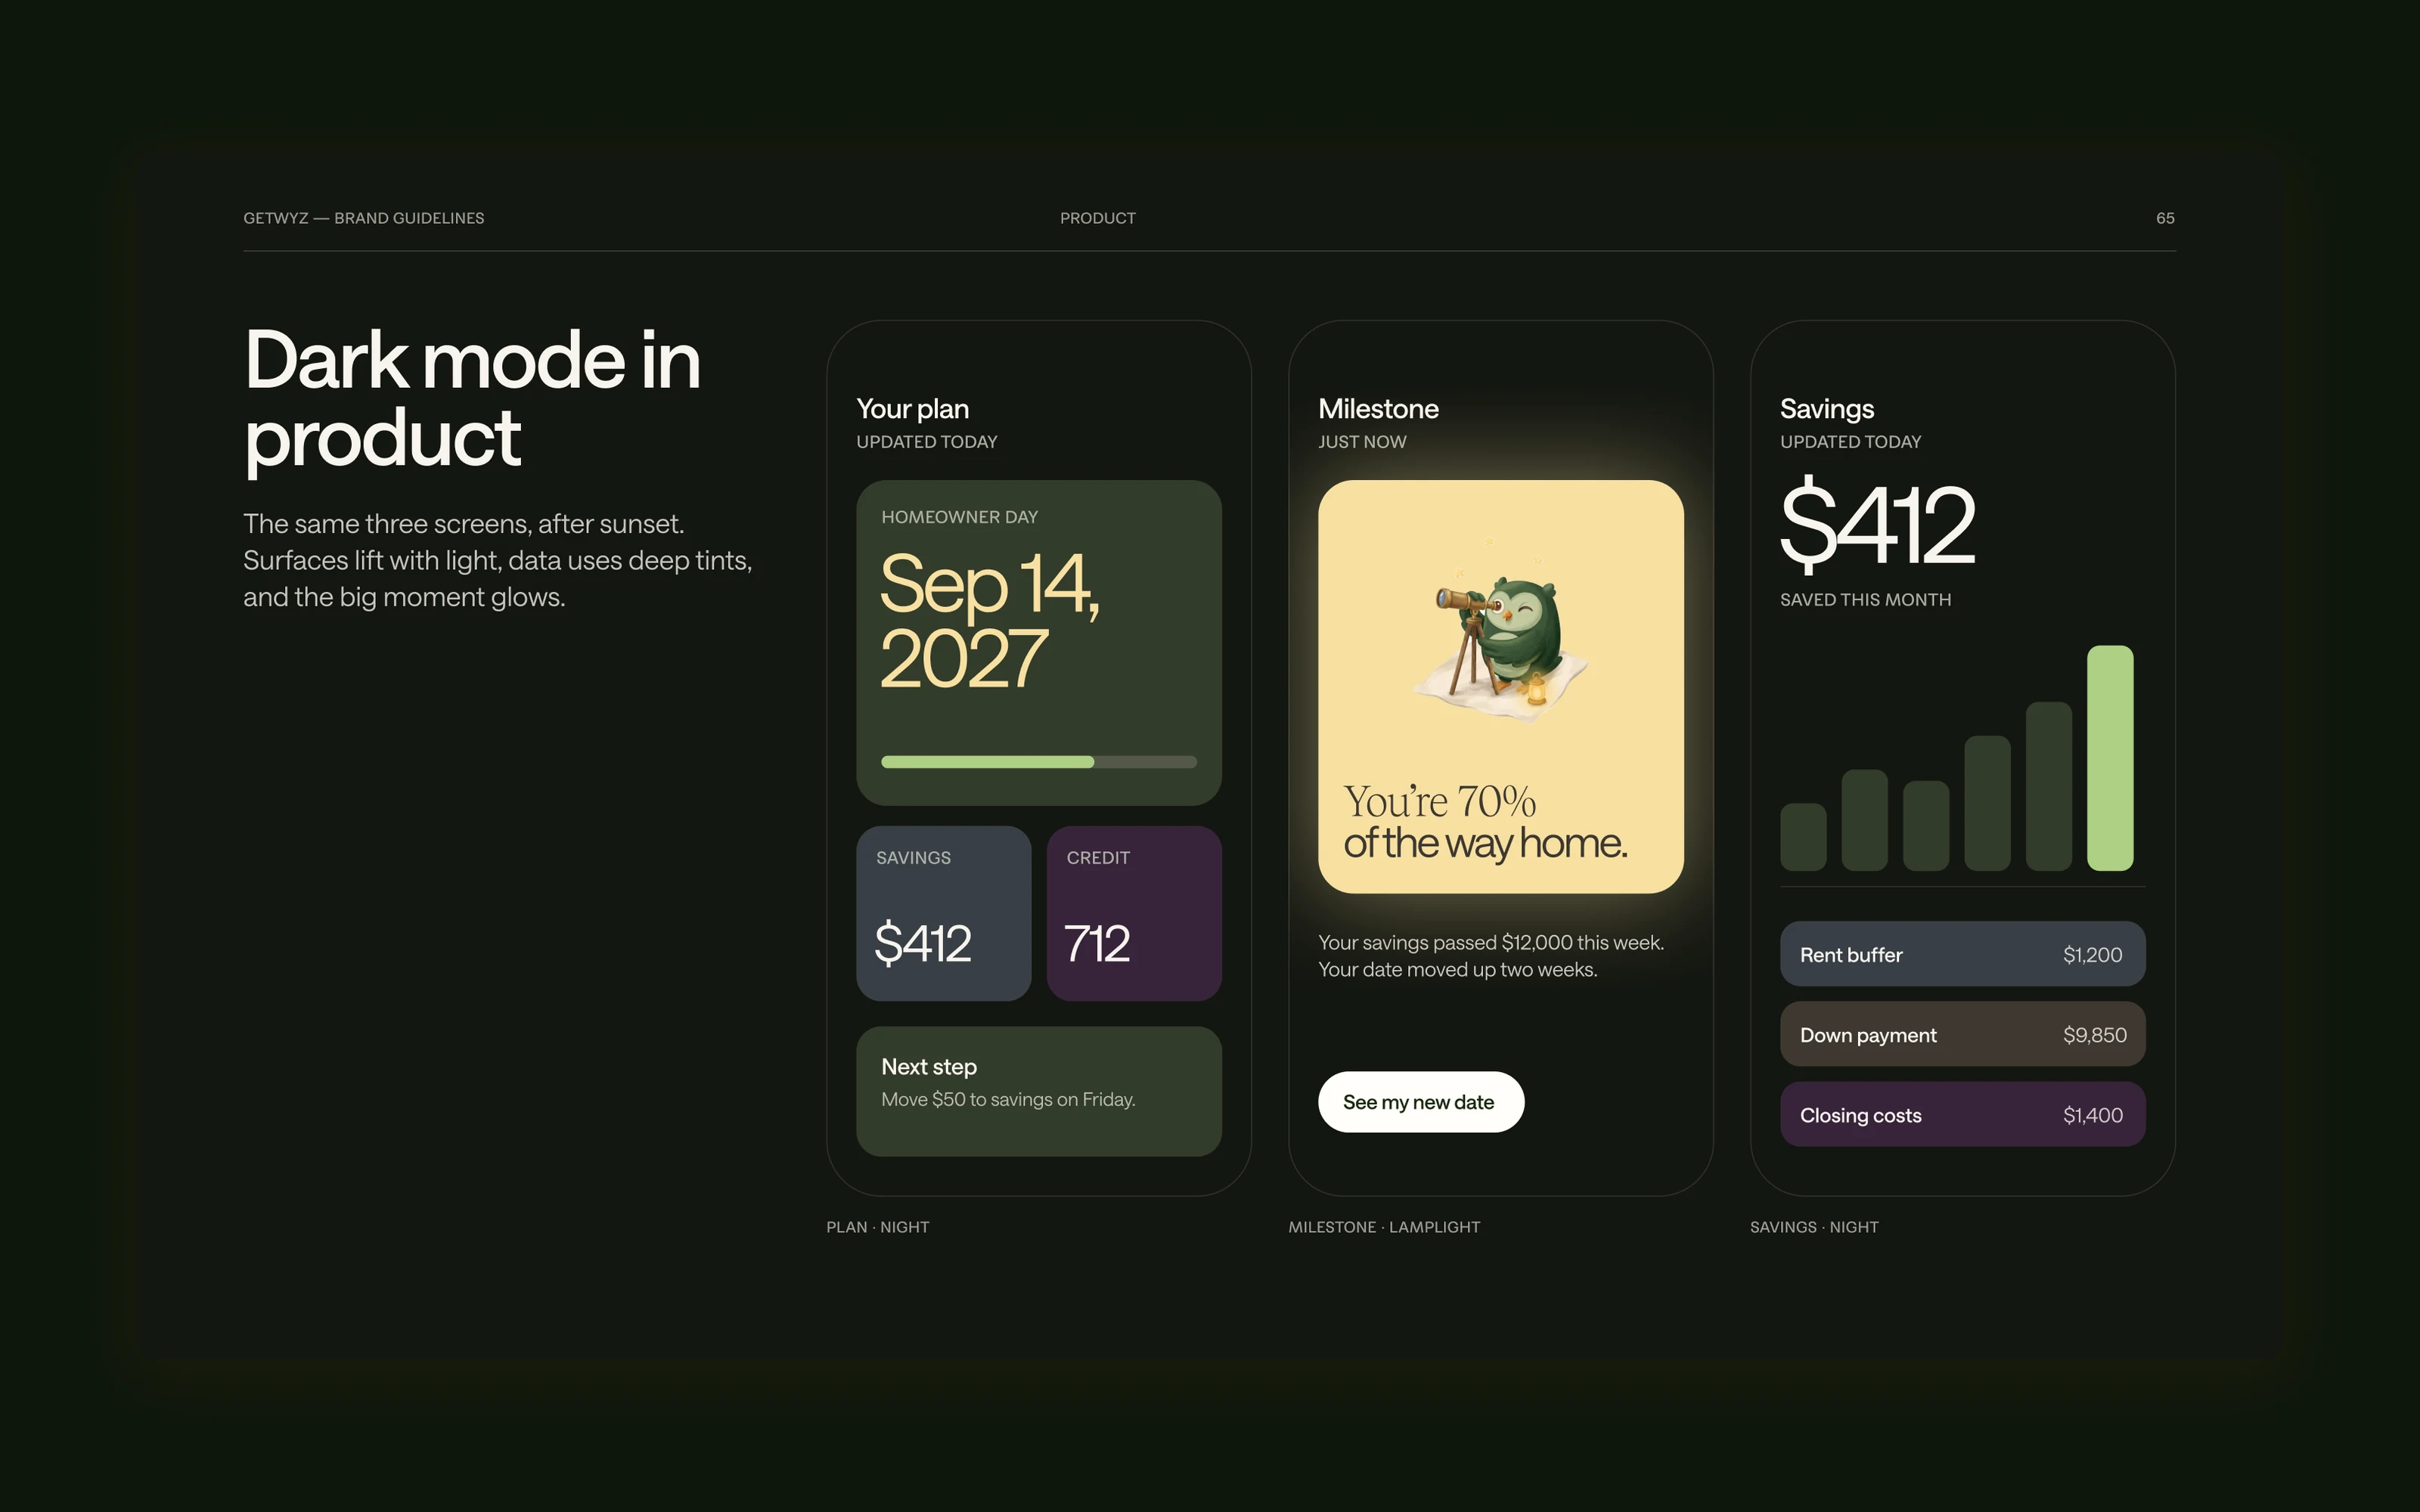 GETWYZ — BRAND GUIDELINES
PRODUCT
65
Dark mode in
product
The same three screens, after sunset.
Surfaces lift with light, data uses deep tints,
and the big moment glows.
Your plan
UPDATED TODAY
HOMEOWNER DAY
Sep 14,
2027
SAVINGS
$412
CREDIT
712
Next step
Move $50 to savings on Friday.
PLAN · NIGHT
Milestone
JUST NOW
You’re 70%
of the way home.
Your savings passed $12,000 this week.
Your date moved up two weeks.
See my new date
MILESTONE · LAMPLIGHT
Savings
UPDATED TODAY
$412
SAVED THIS MONTH
Rent buffer $1,200
Down payment $9,850
Closing costs $1,400
SAVINGS · NIGHT